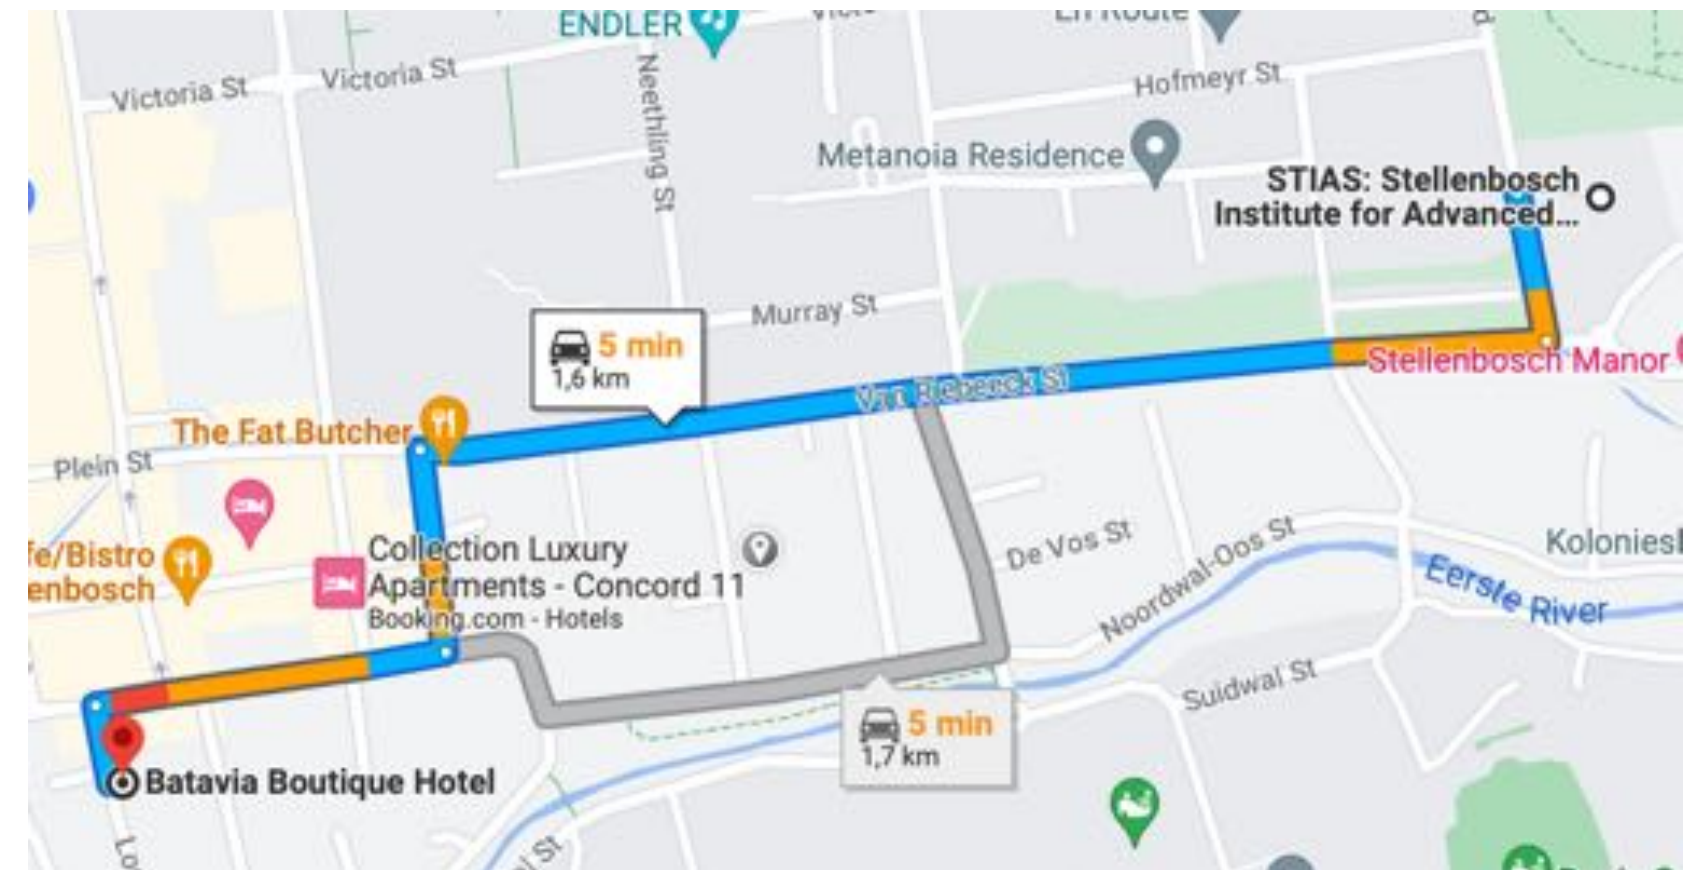 ENDLER
Hofmeyr St
Victoria St
Victoria St
Neethling St
Metanoia Residence
STIAS: Stellenbosch
Institute for Advanced...
Murray St
5 min
1,6 km
Van Riebeeck St
Stellenbosch Manor
The Fat Butcher
Plein St
fe/Bistro
enbosch
Collection Luxury
Apartments - Concord 11
Booking.com - Hotels
De Vos St
Noordwal-Oos St
Eerste River
Suidwal St
5 min
1,7 km
Batavia Boutique Hotel